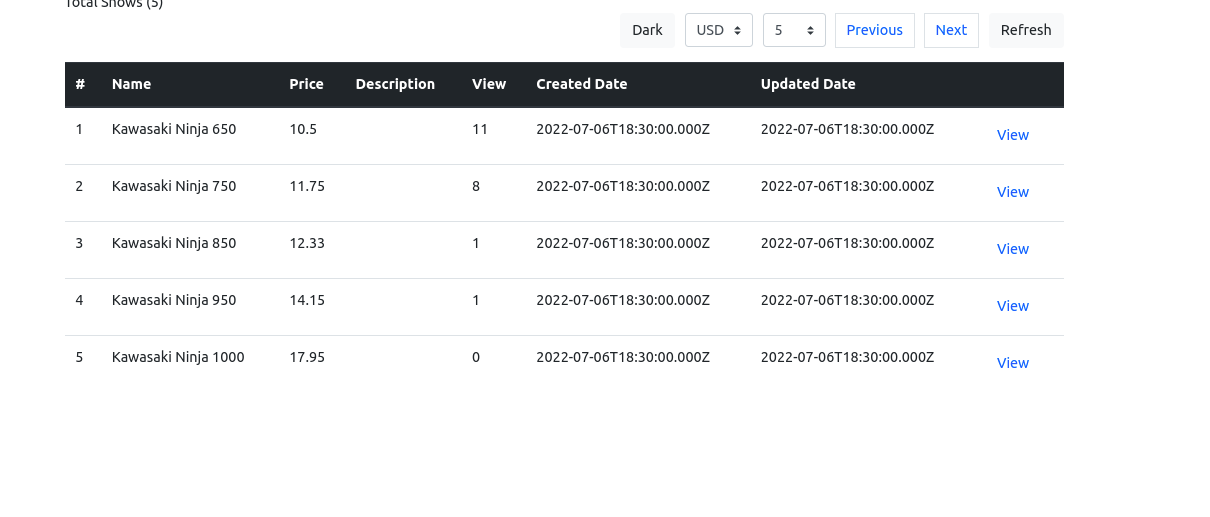 Total Shows (5)
Dark USD 5 Previous Next Refresh
# Name Price Description View Created Date Updated Date
1 Kawasaki Ninja 650 10.5 11 2022-07-06T18:30:00.000Z 2022-07-06T18:30:00.000Z View
2 Kawasaki Ninja 750 11.75 8 2022-07-06T18:30:00.000Z 2022-07-06T18:30:00.000Z View
3 Kawasaki Ninja 850 12.33 1 2022-07-06T18:30:00.000Z 2022-07-06T18:30:00.000Z View
4 Kawasaki Ninja 950 14.15 1 2022-07-06T18:30:00.000Z 2022-07-06T18:30:00.000Z View
5 Kawasaki Ninja 1000 17.95 0 2022-07-06T18:30:00.000Z 2022-07-06T18:30:00.000Z View